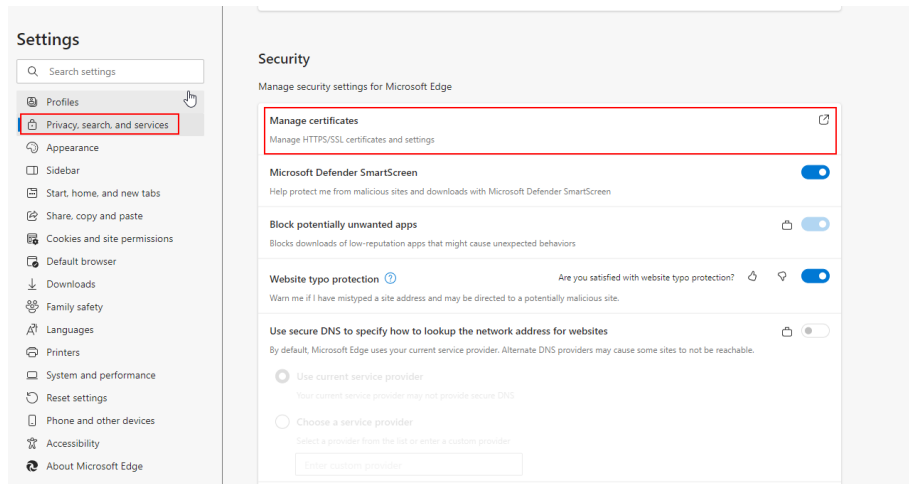 Settings
Search settings
Profiles
Privacy, search, and services
Appearance
Sidebar
Start, home, and new tabs
Share, copy and paste
Cookies and site permissions
Default browser
Downloads
Family safety
Languages
Printers
System and performance
Reset settings
Phone and other devices
Accessibility
About Microsoft Edge
Security
Manage security settings for Microsoft Edge
Manage certificates
Manage HTTPS/SSL certificates and settings
Microsoft Defender SmartScreen
Help protect me from malicious sites and downloads with Microsoft Defender SmartScreen
Block potentially unwanted apps
Blocks downloads of low-reputation apps that might cause unexpected behaviors
Website typo protection
Are you satisfied with website typo protection?
Warn me if I have mistyped a site address and may be directed to a potentially malicious site.
Use secure DNS to specify how to lookup the network address for websites
By default, Microsoft Edge uses your current service provider. Alternate DNS providers may cause some sites to not be reachable.
Use current service provider
Your current service provider may not provide secure DNS
Choose a service provider
Select a provider from the list or enter a custom provider
Enter custom provider